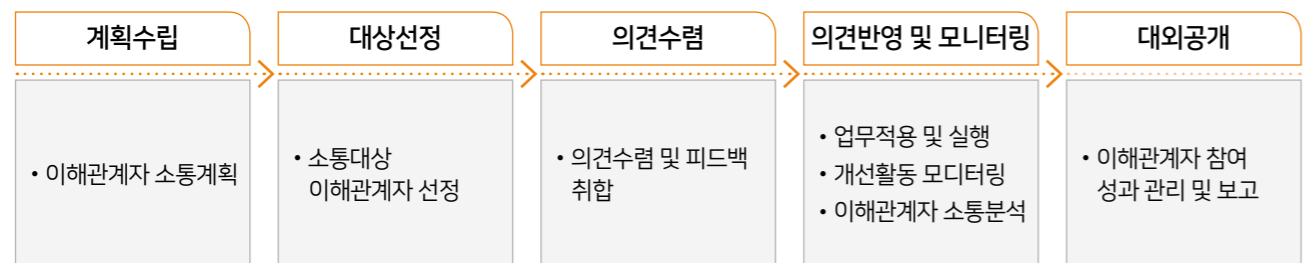 계획수립
대상선정
의견수렴
의견반영 및 모니터링
대외공개
• 이해관계자 소통계획
• 소통대상
이해관계자 선정
• 의견수렴 및 피드백
취합
• 업무적용 및 실행
• 개선활동 모디터링
• 이해관계자 소통분석
• 이해관계자 참여
성과 관리 및 보고